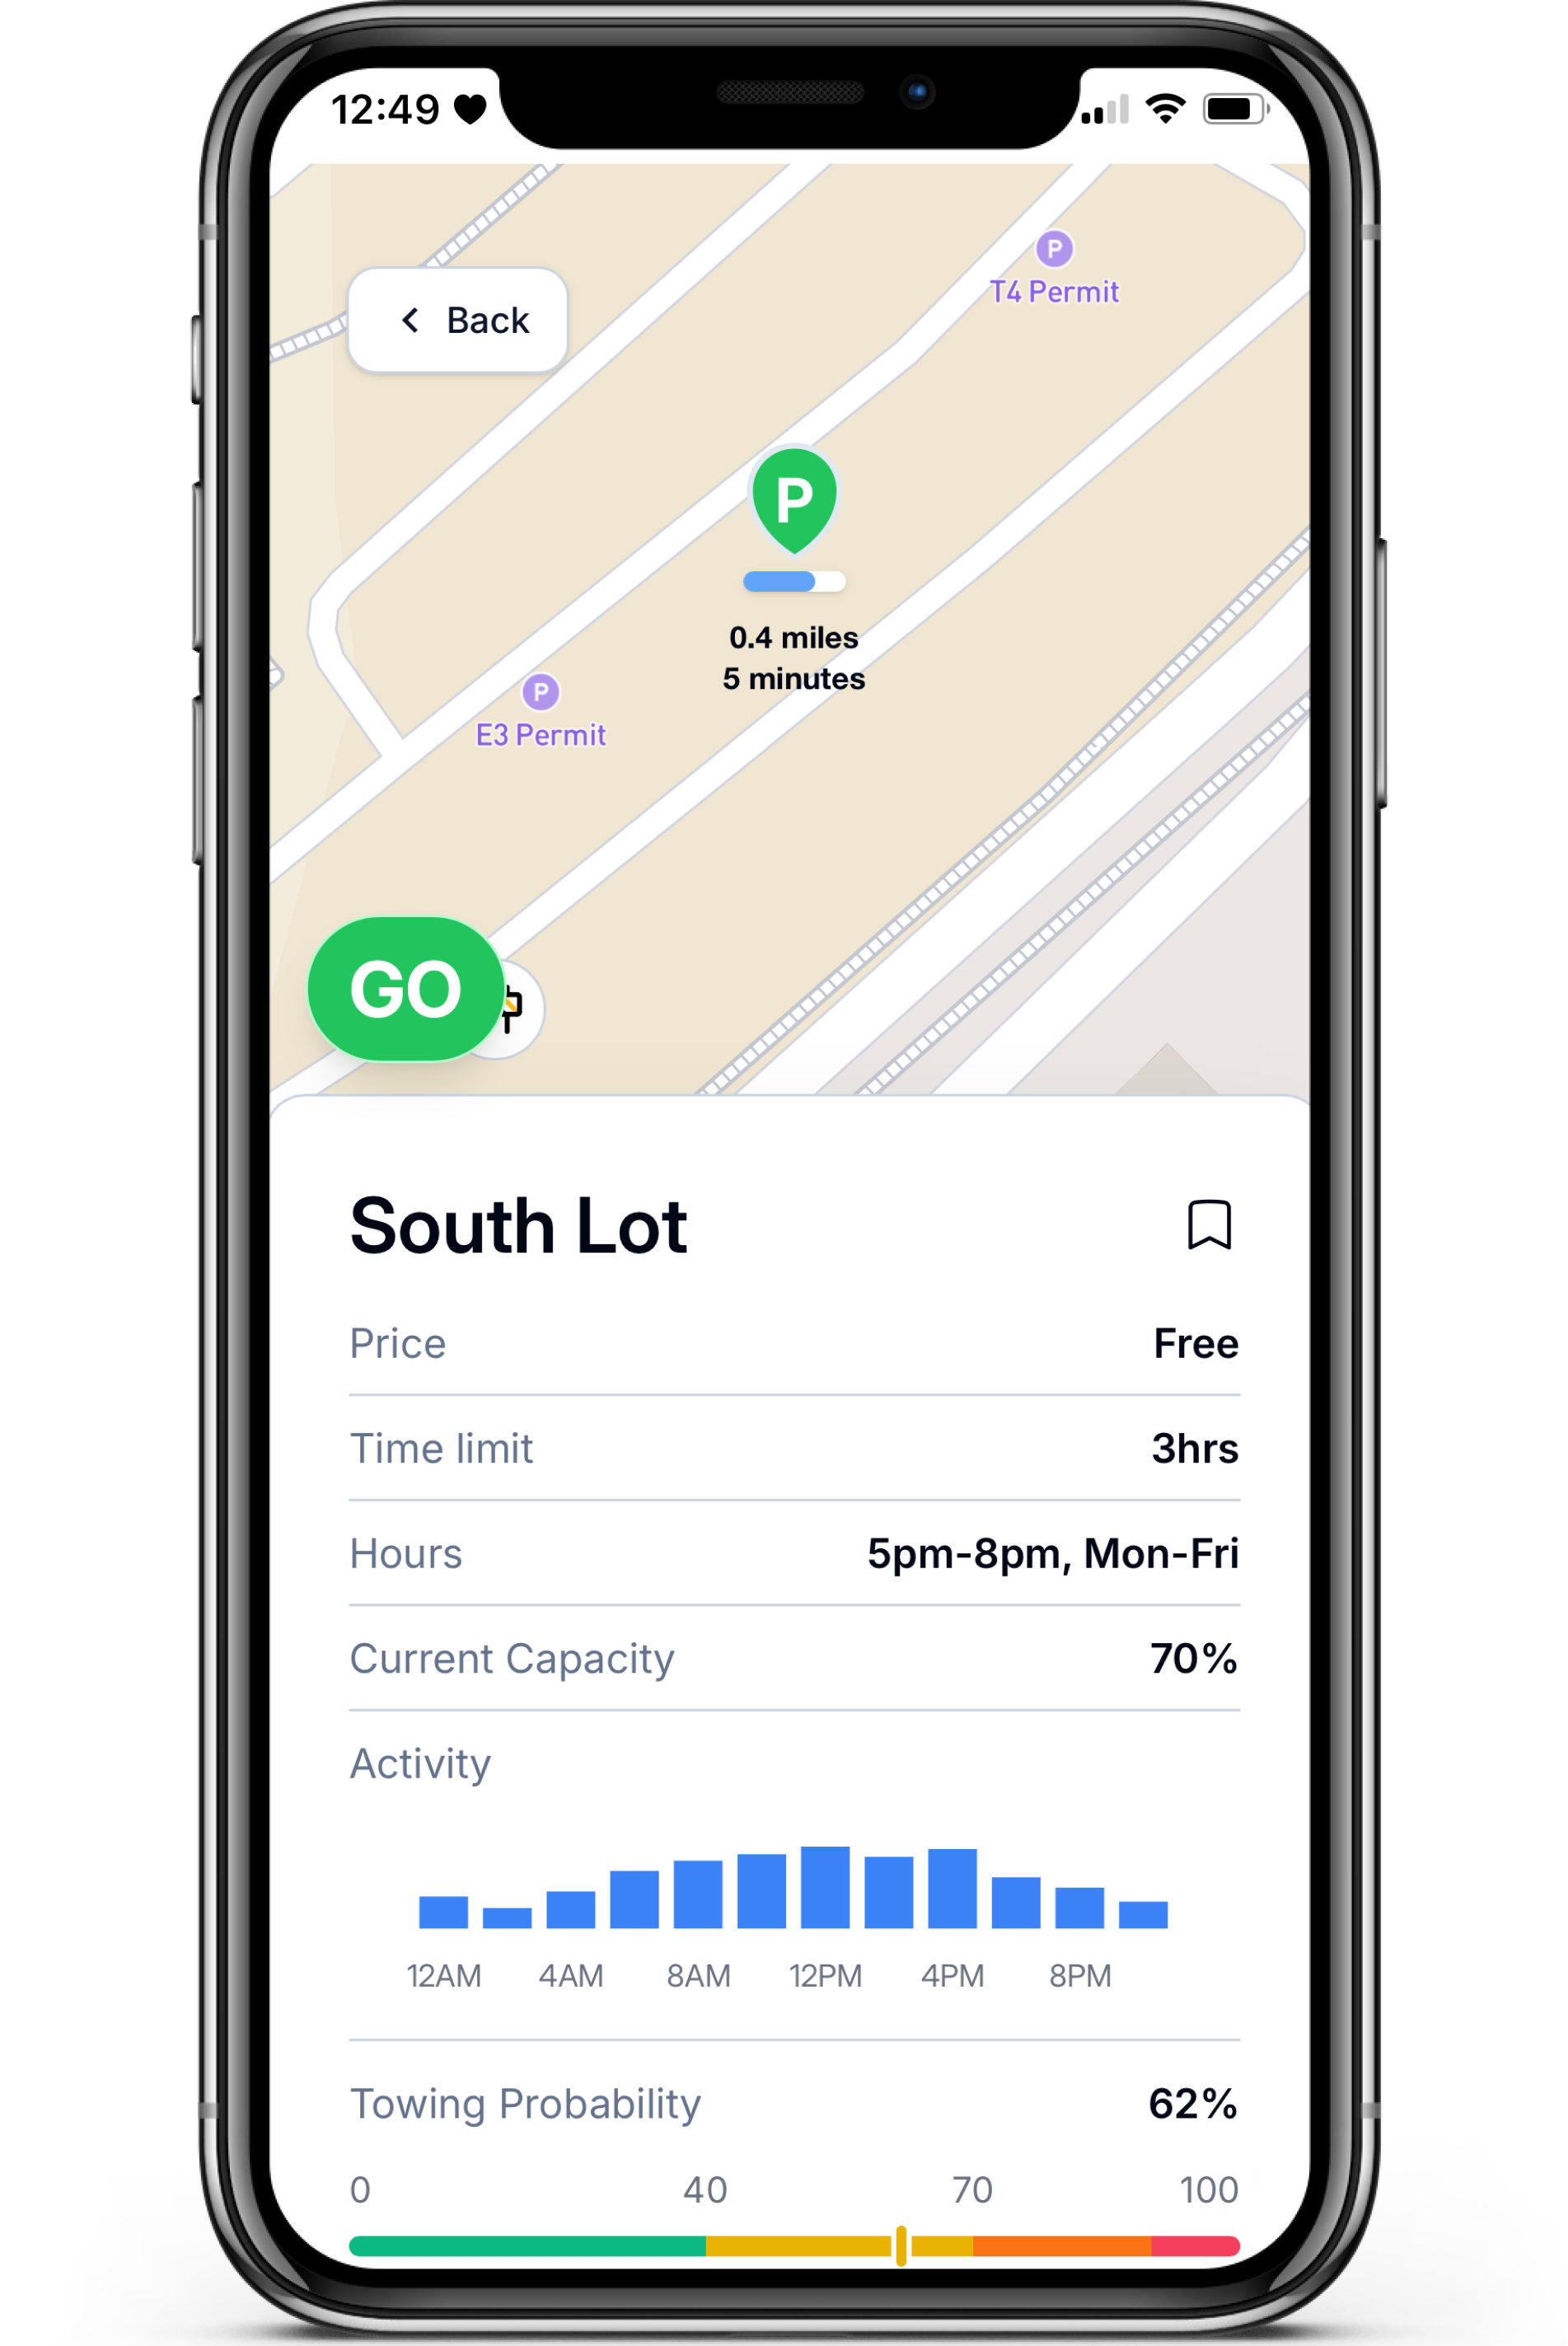 12:49
P
T4 Permit
Back
P
0.4 miles
5 minutes
P
E3 Permit
GO
South Lot
Price Free
Time limit 3hrs
Hours 5pm-8pm, Mon-Fri
Current Capacity 70%
Activity
12AM 4AM 8AM 12PM 4PM 8PM
Towing Probability 62%
0 40 70 100